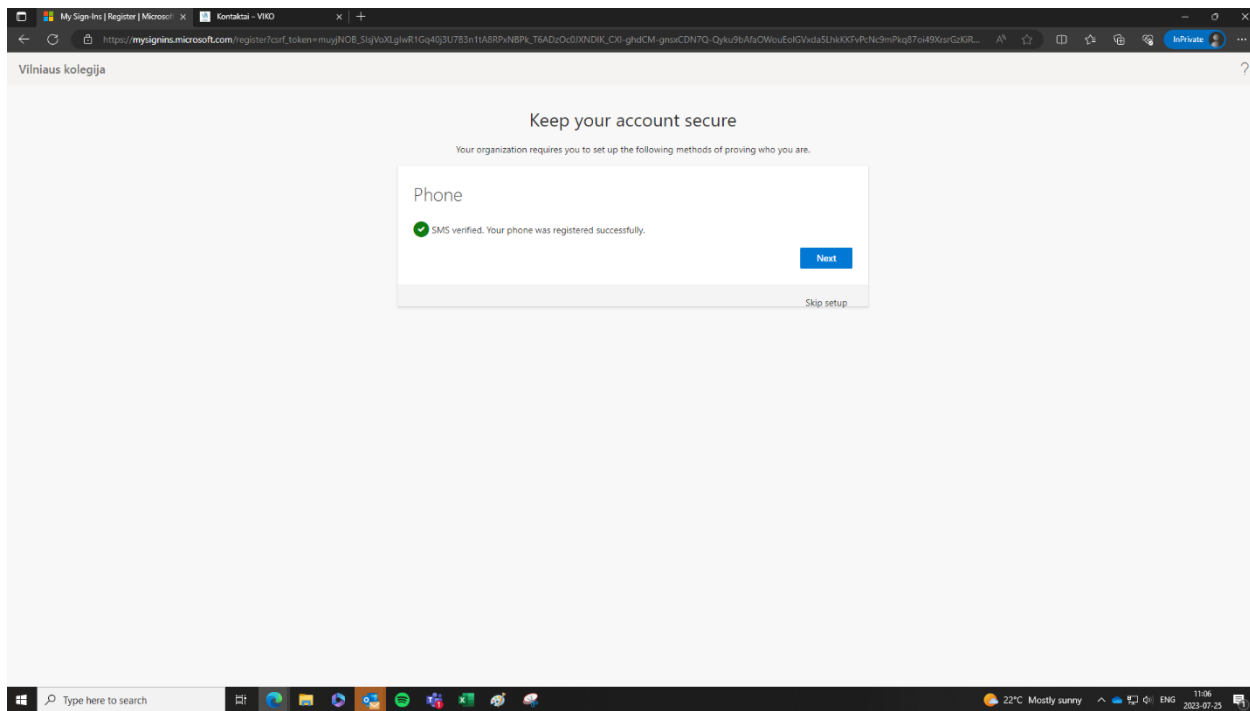 My Sign-Ins | Register | Microsof
Kontaktai – VIKO
InPrivate
Vilniaus kolegija
?
Keep your account secure
Your organization requires you to set up the following methods of proving who you are.
Phone
SMS verified. Your phone was registered successfully.
Next
Skip setup
Type here to search
22°C Mostly sunny
ENG
11:06
2023-07-25